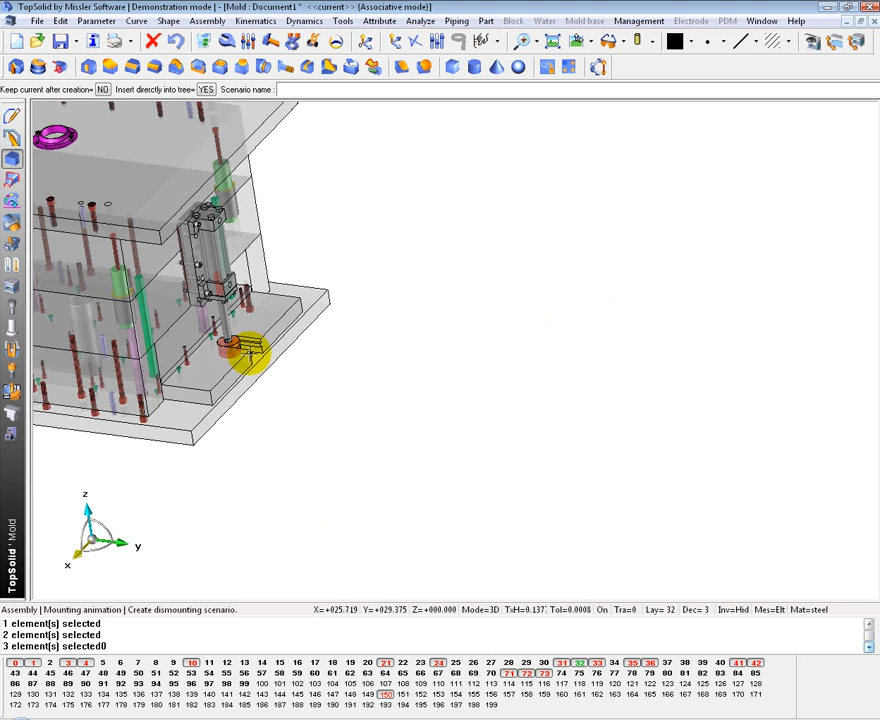 TopSolid by Missler Software | Demonstration mode | - [Mold : Document1 * <<current>> (Associative mode)]
File Edit Parameter Curve Shape Assembly Kinematics Dynamics Tools Attribute Analyze Piping Part Block Water Mold base Management Electrode PDM Window Help
Keep current after creation= NO Insert direrctly into tree= YES Scenario name :
z
y
x
TopSolid 'Mold
Assembly | Mounting animation | Create dismounting scenario. X=+025.719 Y=+029.375 Z=+000.000 Mode=3D TxH=0.137 Tol=0.0008 On Tra=0 Lay= 32 Dec= 3 Inv=Hid Mes=Elt Mat=steel
1 element(s) selected
2 element(s) selected
3 element(s) selected0
0 1 2 3 4 5 6 7 8 9 10 11 12 13 14 15 16 17 18 19 20 21 22 23 24 25 26 27 28 29 30 31 32 33 34 35 36 37 38 39 40 41 42
43 44 45 46 47 48 49 50 51 52 53 54 55 56 57 58 59 60 61 62 63 64 65 66 67 68 69 70 71 72 73 74 75 76 77 78 79 80 81 82 83 84 85
86 87 88 89 90 91 92 93 94 95 96 97 98 99 100 101 102 103 104 105 106 107 108 109 110 111 112 113 114 115 116 117 118 119 120 121 122 123 124 125 126 127 128
129 130 131 132 133 134 135 136 137 138 139 140 141 142 143 144 145 146 147 148 149 150 151 152 153 154 155 156 157 158 159 160 161 162 163 164 165 166 167 168 169 170 171
172 173 174 175 176 177 178 179 180 181 182 183 184 185 186 187 188 189 190 191 192 193 194 195 196 197 198 199